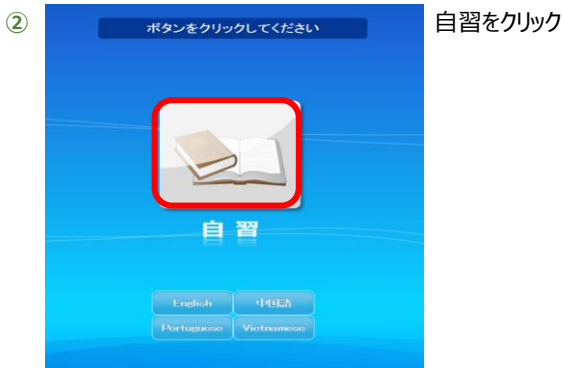 ②
ボタンをクリックしてください
自習をクリック
自習
English
中国語
Portuguese
Vietnamese